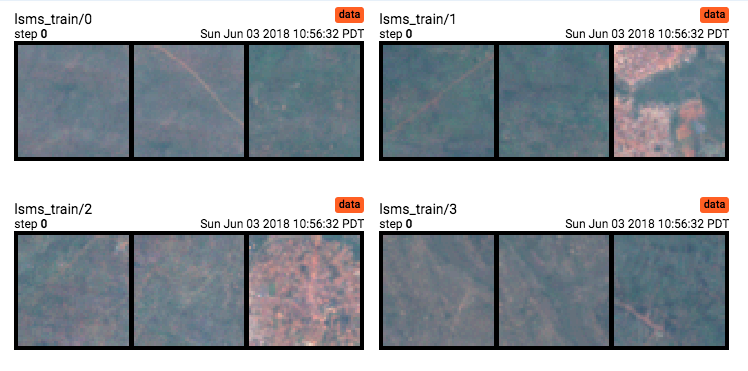 lsms_train/0
data
step 0
Sun Jun 03 2018 10:56:32 PDT
lsms_train/1
data
step 0
Sun Jun 03 2018 10:56:32 PDT
lsms_train/2
data
step 0
Sun Jun 03 2018 10:56:32 PDT
lsms_train/3
data
step 0
Sun Jun 03 2018 10:56:32 PDT